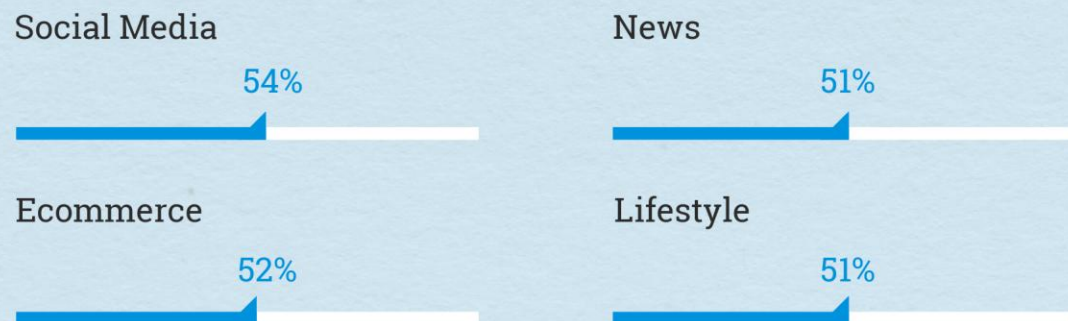 Social Media
54%
News
51%
Ecommerce
52%
Lifestyle
51%